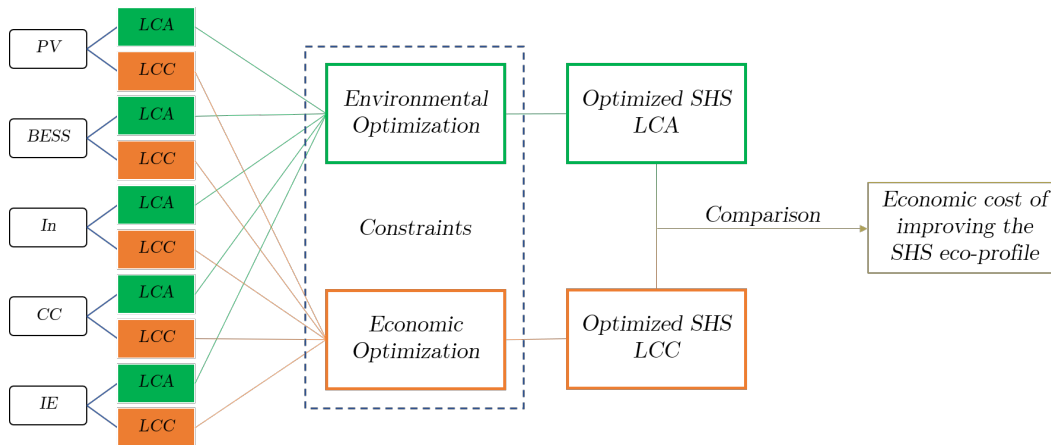 PV
LCA
LCC
BESS
LCA
LCC
In
LCA
LCC
CC
LCA
LCC
IE
LCA
LCC
Environmental
Optimization
Constraints
Economic
Optimization
Optimized SHS
LCA
Optimized SHS
LCC
Comparison
Economic cost of
improving the
SHS eco-profile